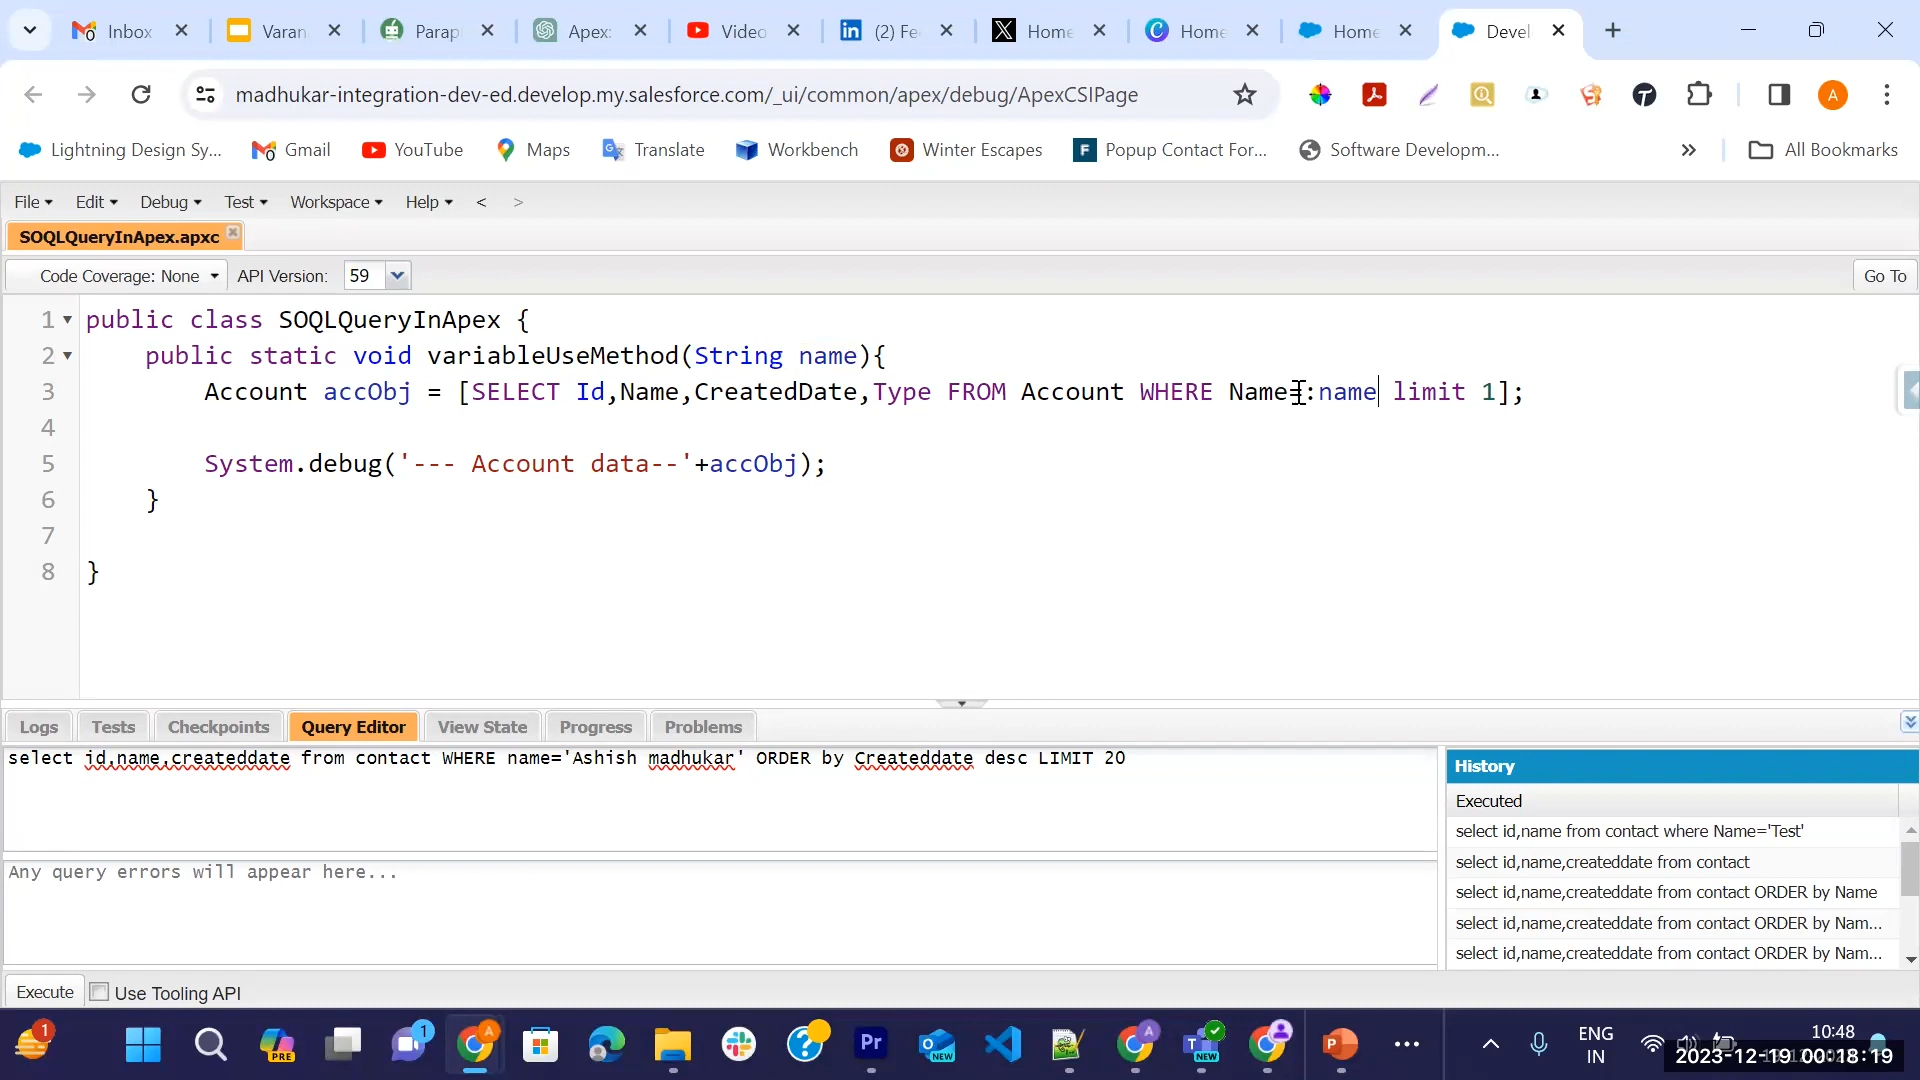 Inbox
Varan
Parap
Apex:
Video
(2) Fe
Home
Home
Home
Devel
madhukar-integration-dev-ed.develop.my.salesforce.com/_ui/common/apex/debug/ApexCSIPage
A
Lightning Design Sy...
Gmail
YouTube
Maps
Translate
Workbench
Winter Escapes
Popup Contact For...
Software Developm...
All Bookmarks
File Edit Debug Test Workspace Help < >
SOQLQueryInApex.apxc
Code Coverage: None API Version: 59 Go To
1 public class SOQLQueryInApex {
2 public static void variableUseMethod(String name){
3 Account accObj = [SELECT Id,Name,CreatedDate,Type FROM Account WHERE Name=:name limit 1];
4
5 System.debug('--- Account data--'+accObj);
6 }
7
8 }
Logs Tests Checkpoints Query Editor View State Progress Problems
select id,name,createddate from contact WHERE name='Ashish madhukar' ORDER by Createddate desc LIMIT 20
Any query errors will appear here...
History
Executed
select id,name from contact where Name='Test'
select id,name,createddate from contact
select id,name,createddate from contact ORDER by Name
select id,name,createddate from contact ORDER by Nam...
select id,name,createddate from contact ORDER by Nam...
Execute Use Tooling API
ENG
IN
10:48
2023-12-19 00:18:19